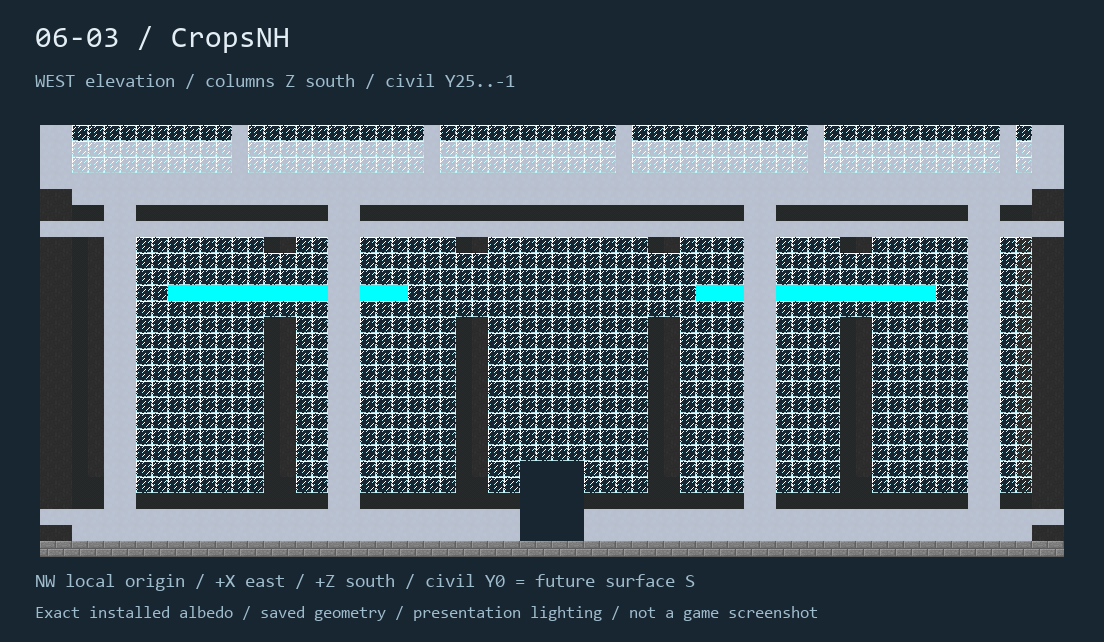 06-03 / CropsNH
WEST elevation / columns Z south / civil Y25..-1
NW local origin / +X east / +Z south / civil Y0 = future surface S
Exact installed albedo / saved geometry / presentation lighting / not a game screenshot